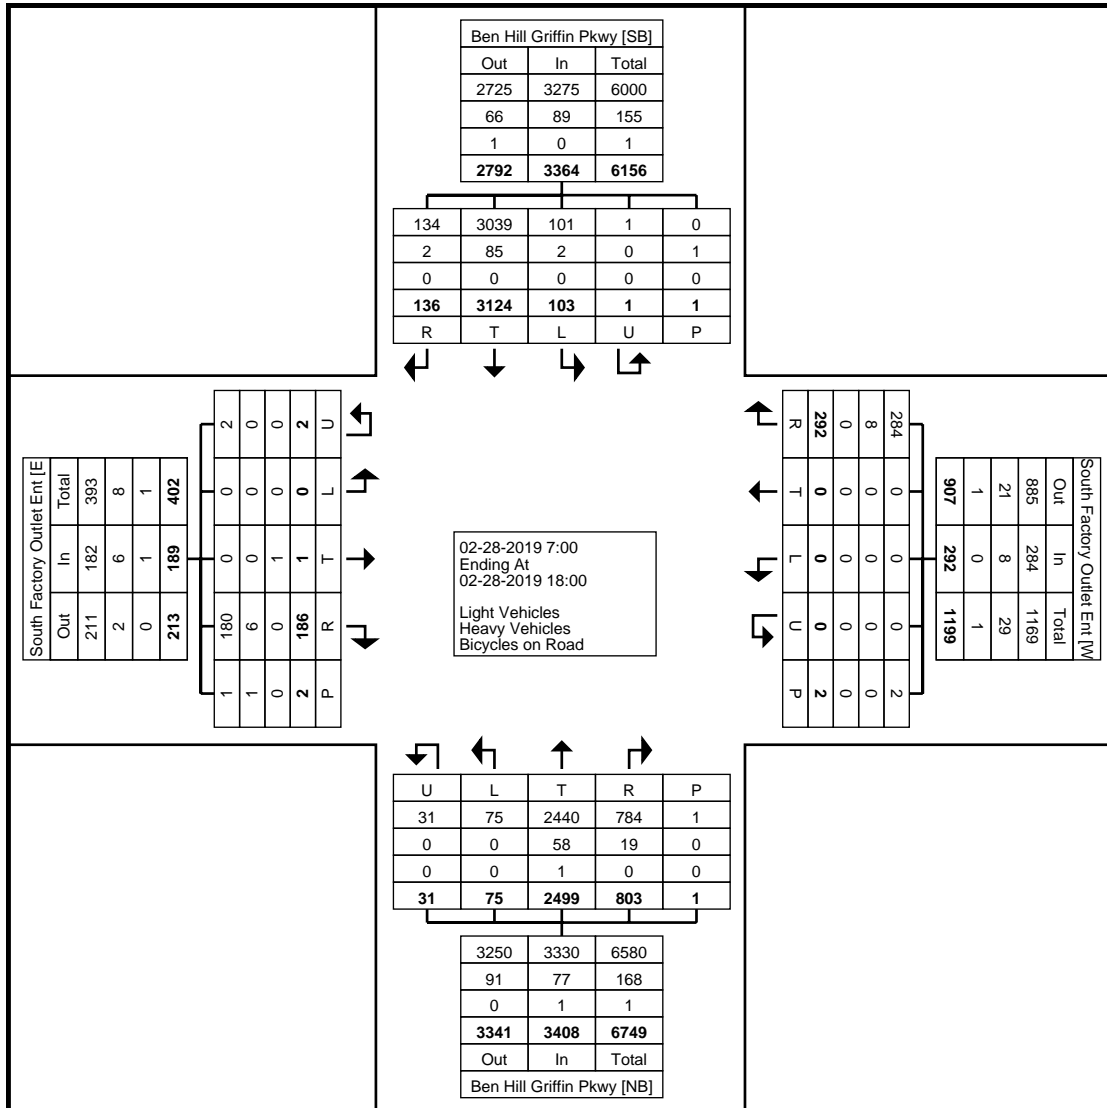 Ben Hill Griffin Pkwy [SB]
Out In Total
2725 3275 6000
66 89 155
1 0 1
2792 3364 6156
134 3039 101 1 0
2 85 2 0 1
0 0 0 0 0
136 3124 103 1 1
R T L U P
South Factory Outlet Ent [E
Total 393 8 1 402
In 182 6 1 189
Out 211 2 0 213
2 0 0 2 U
0 0 0 0 L
0 0 1 1 T
180 6 0 186 R
1 1 0 2 P
02-28-2019 7:00
Ending At
02-28-2019 18:00
Light Vehicles
Heavy Vehicles
Bicycles on Road
R 292 0 8 284
T 0 0 0 0
L 0 0 0 0
U 0 0 0 0
P 2 0 0 2
South Factory Outlet Ent [W
Out In Total
885 284 1169
21 8 29
1 0 1
907 292 1199
U L T R P
31 75 2440 784 1
0 0 58 19 0
0 0 1 0 0
31 75 2499 803 1
3250 3330 6580
91 77 168
0 1 1
3341 3408 6749
Out In Total
Ben Hill Griffin Pkwy [NB]